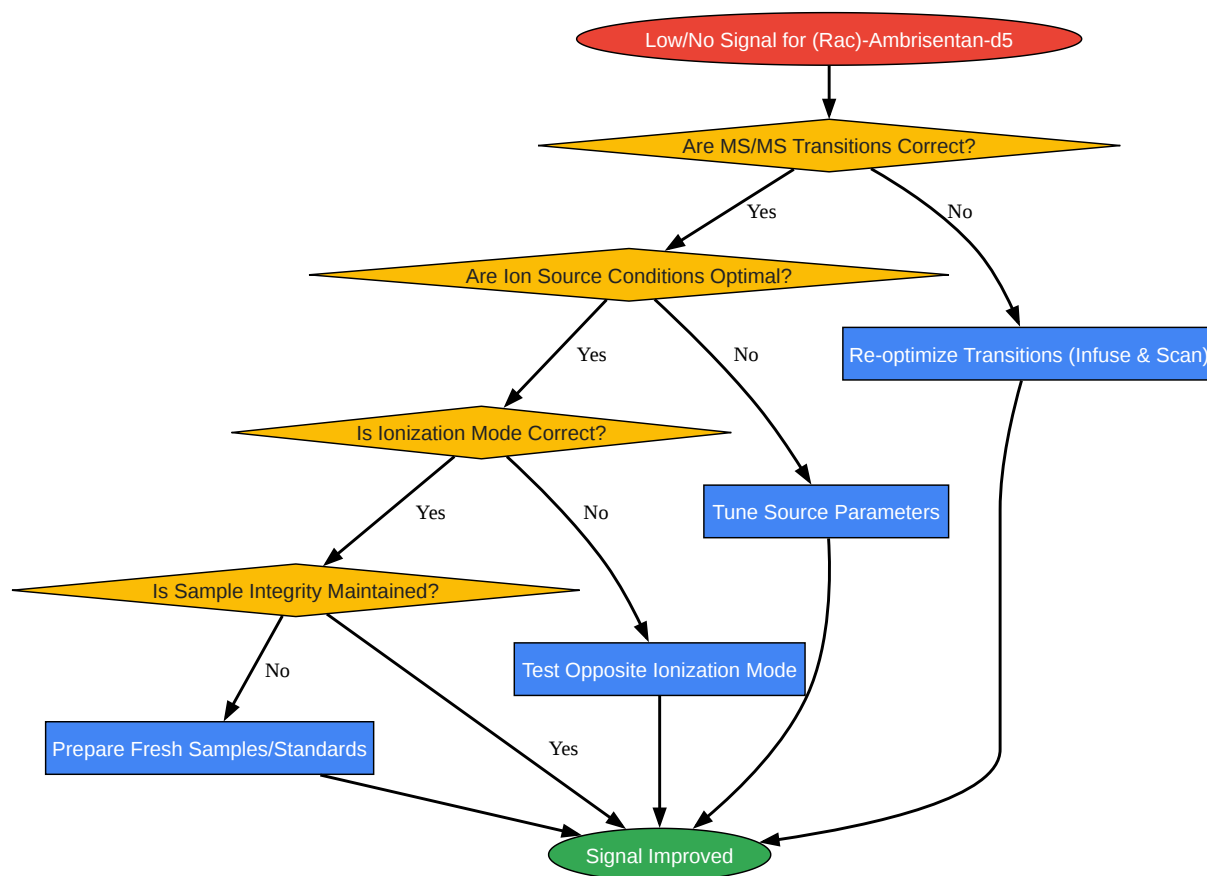 Low/No Signal for (Rac)-Ambrisentan-d5
Are MS/MS Transitions Correct?
Yes
No
Are Ion Source Conditions Optimal?
Yes
No
Re-optimize Transitions (Infuse & Scan)
Is Ionization Mode Correct?
Yes
No
Tune Source Parameters
Is Sample Integrity Maintained?
No
Yes
Test Opposite Ionization Mode
Prepare Fresh Samples/Standards
Signal Improved